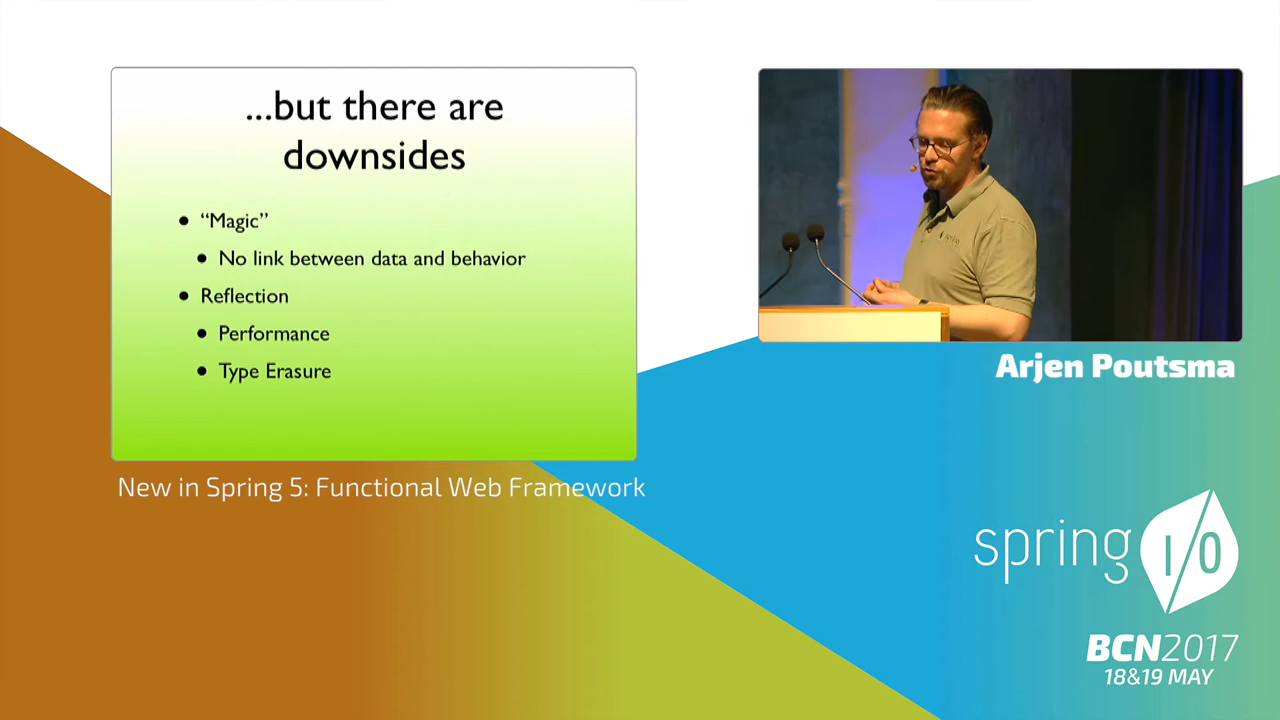 ...but there are
downsides
• “Magic”
• No link between data and behavior
• Reflection
• Performance
• Type Erasure
New in Spring 5: Functional Web Framework
Arjen Poutsma
spring I/O
BCN2017
18&19 MAY